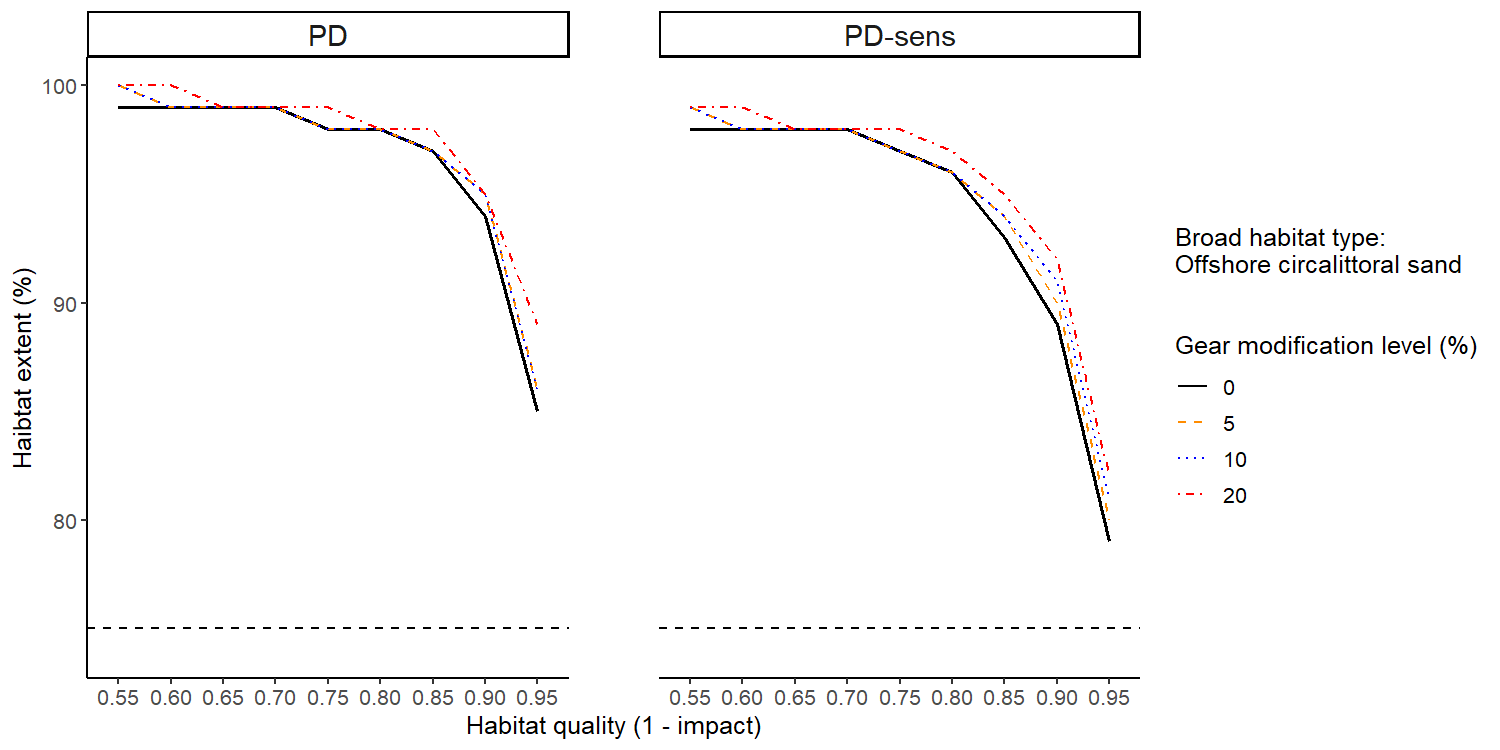 PD
PD-sens
100
90
80
Haibtat extent (%)
0.55 0.60 0.65 0.70 0.75 0.80 0.85 0.90 0.95
0.55 0.60 0.65 0.70 0.75 0.80 0.85 0.90 0.95
Habitat quality (1 - impact)
Broad habitat type:
Offshore circalittoral sand
Gear modification level (%)
0
5
10
20